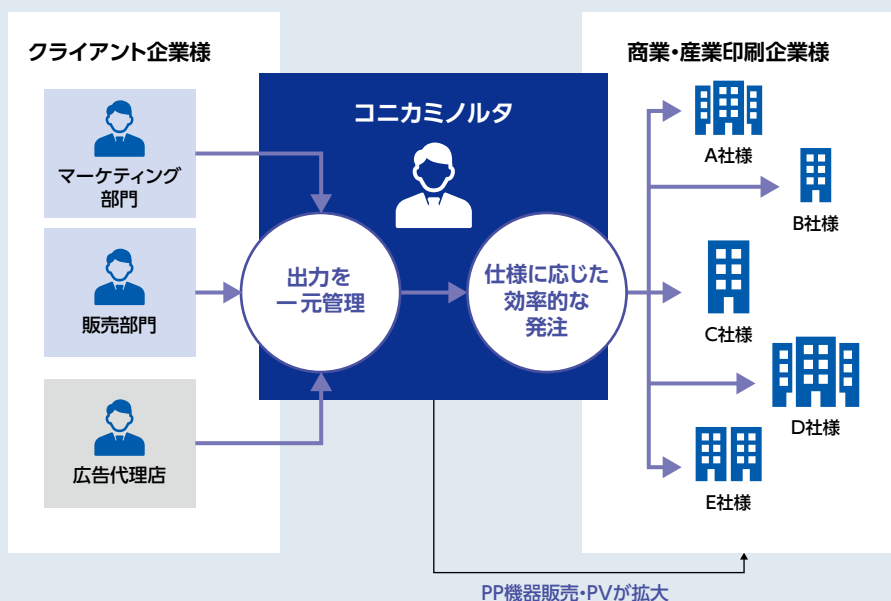 クライアント企業様
マーケティング
部門
販売部門
広告代理店
コニカミノルタ
出力を
一元管理
仕様に応じた
効率的な
発注
商業・産業印刷企業様
A社様
B社様
C社様
D社様
E社様
PP機器販売・PVが拡大